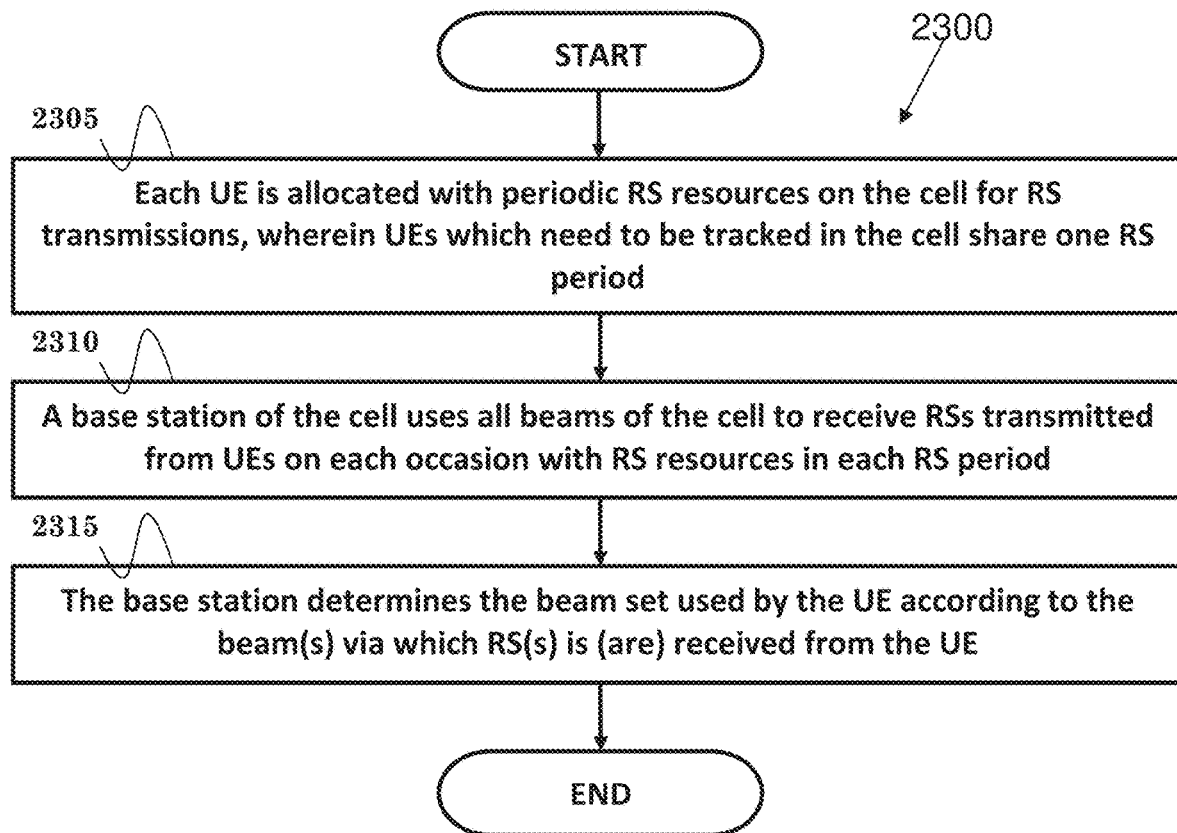 START
2300
2305
Each UE is allocated with periodic RS resources on the cell for RS
transmissions, wherein UEs which need to be tracked in the cell share one RS
period
2310
A base station of the cell uses all beams of the cell to receive RSs transmitted
from UEs on each occasion with RS resources in each RS period
2315
The base station determines the beam set used by the UE according to the
beam(s) via which RS(s) is (are) received from the UE
END